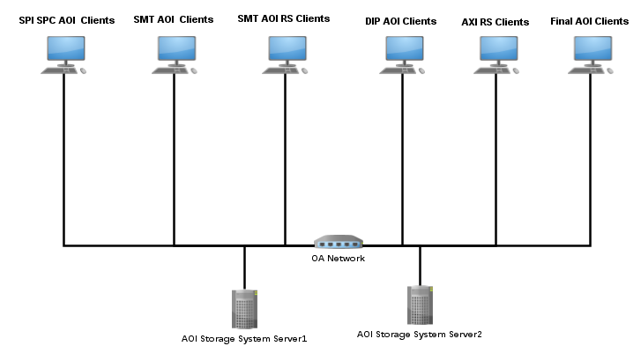 SPI SPC AOI Clients
SMT AOI Clients
SMT AOI RS Clients
DIP AOI Clients
AXI RS Clients
Final AOI Clients
OA Network
AOI Storage System Server1
AOI Storage System Server2